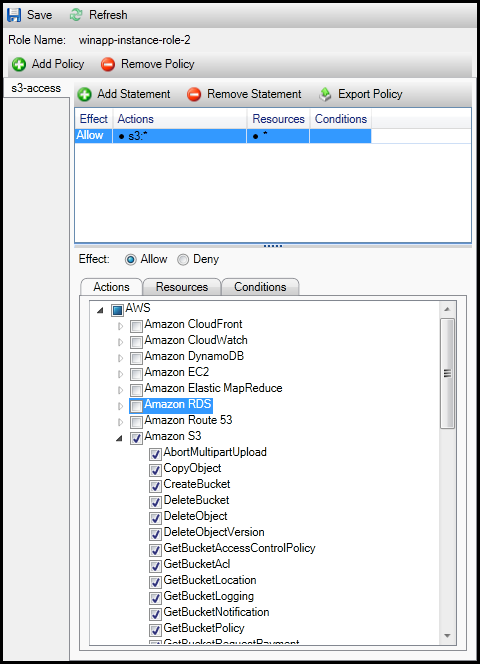 Save Refresh
Role Name: winapp-instance-role-2
Add Policy Remove Policy
s3-access
Add Statement Remove Statement Export Policy
Effect Actions Resources Conditions
Allow • s3:* • *
Effect: Allow Deny
Actions Resources Conditions
AWS
Amazon CloudFront
Amazon CloudWatch
Amazon DynamoDB
Amazon EC2
Amazon Elastic MapReduce
Amazon RDS
Amazon Route 53
Amazon S3
AbortMultipartUpload
CopyObject
CreateBucket
DeleteBucket
DeleteObject
DeleteObjectVersion
GetBucketAccessControlPolicy
GetBucketAcl
GetBucketLocation
GetBucketLogging
GetBucketNotification
GetBucketPolicy
GetBucketRequestPayment